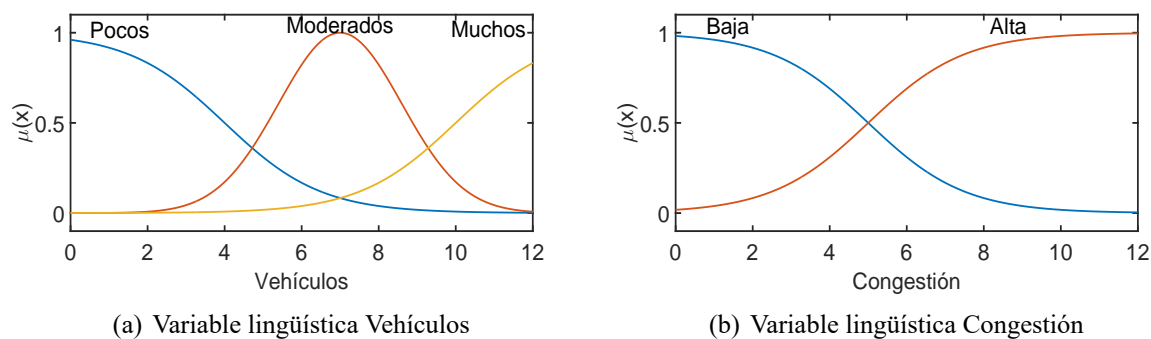 Pocos Moderados Muchos
1
0.5
0
μ(x)
0 2 4 6 8 10 12
Vehículos
(a) Variable lingüística Vehículos
Baja Alta
1
0.5
0
μ(x)
0 2 4 6 8 10 12
Congestión
(b) Variable lingüística Congestión